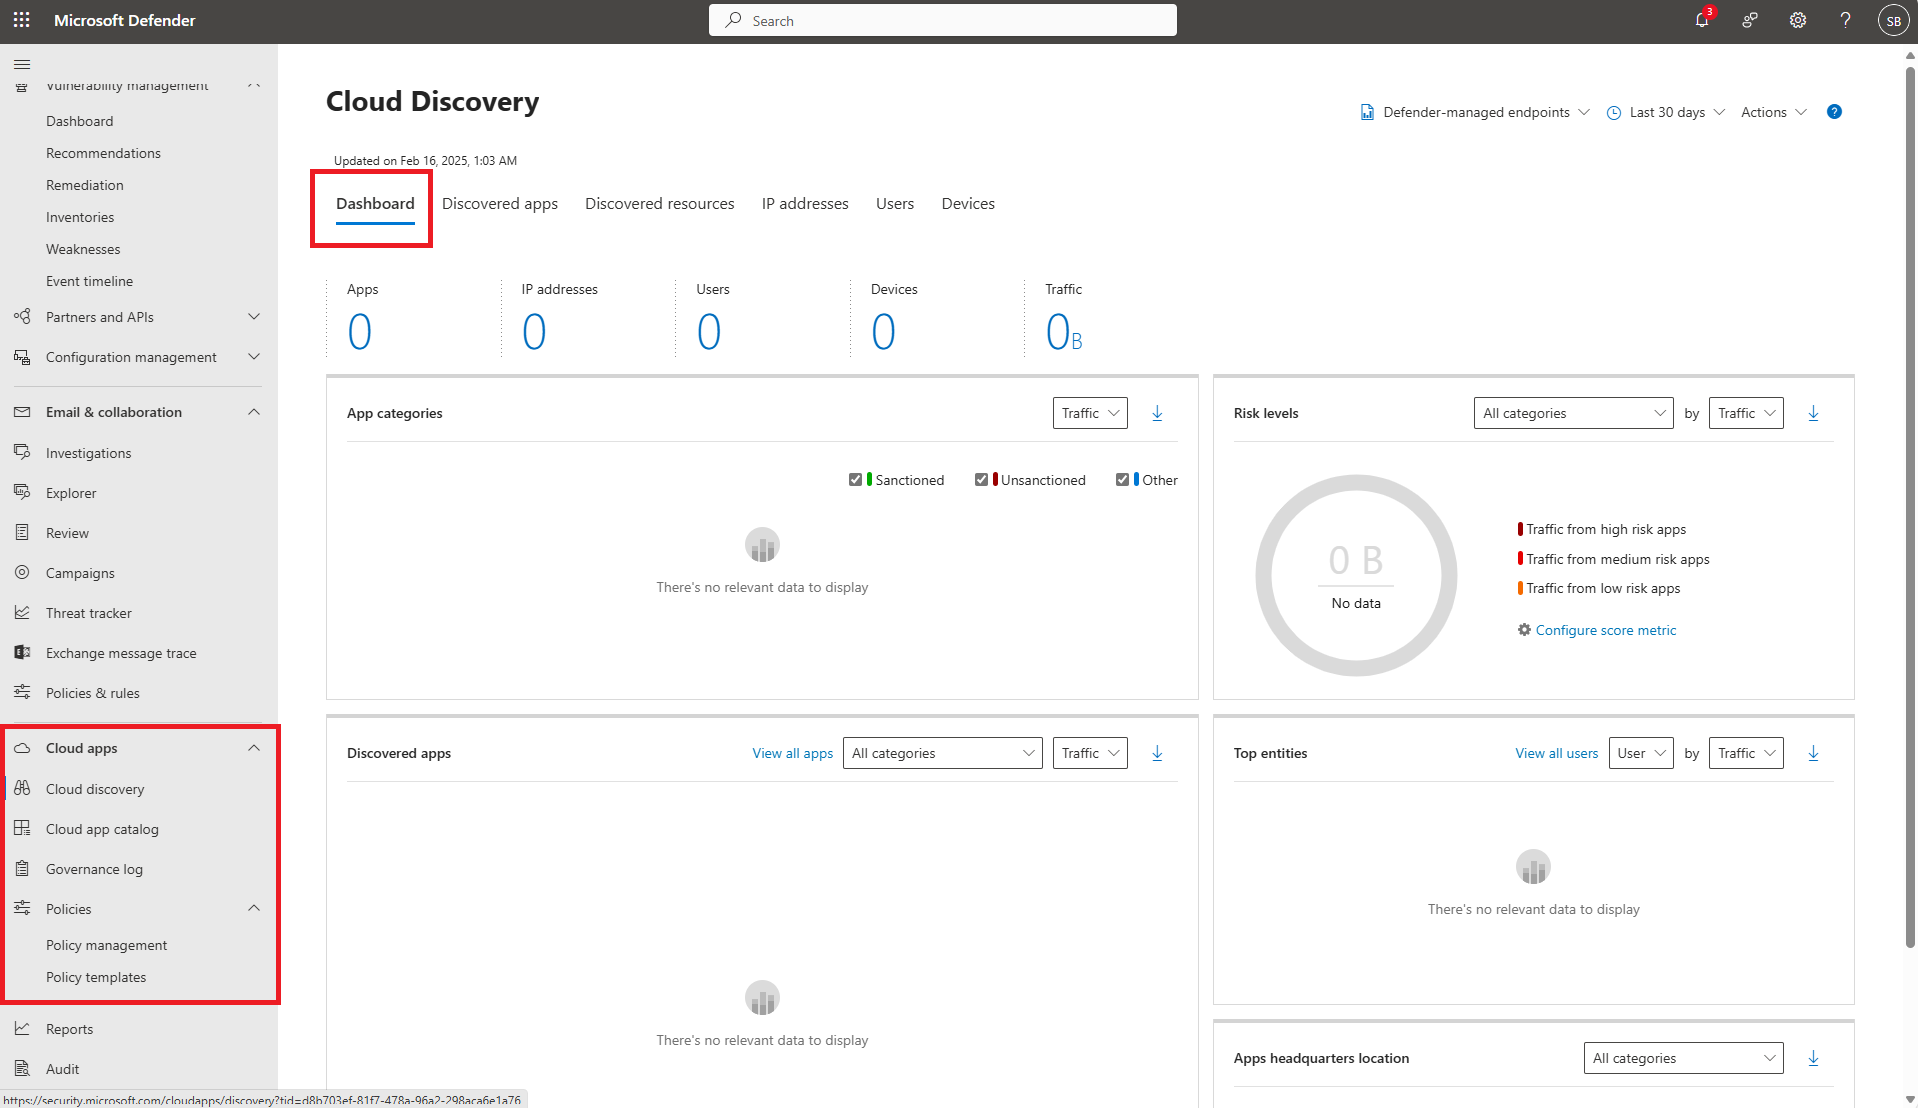 Microsoft Defender
Search
3
SB
Vulnerability management
Dashboard
Recommendations
Remediation
Inventories
Weaknesses
Event timeline
Partners and APIs
Configuration management
Email & collaboration
Investigations
Explorer
Review
Campaigns
Threat tracker
Exchange message trace
Policies & rules
Cloud apps
Cloud discovery
Cloud app catalog
Governance log
Policies
Policy management
Policy templates
Reports
Audit
https://security.microsoft.com/cloudapps/discovery?tid=d8b703ef-81f7-478a-96a2-298aca6e1a76
Cloud Discovery
Defender-managed endpoints
Last 30 days
Actions
?
Updated on Feb 16, 2025, 1:03 AM
Dashboard Discovered apps Discovered resources IP addresses Users Devices
Apps IP addresses Users Devices Traffic
0 0 0 0 0 B
App categories
Traffic
Sanctioned Unsanctioned Other
There's no relevant data to display
Risk levels
All categories by Traffic
0 B
No data
Traffic from high risk apps
Traffic from medium risk apps
Traffic from low risk apps
Configure score metric
Discovered apps
View all apps All categories Traffic
There's no relevant data to display
Top entities
View all users User by Traffic
There's no relevant data to display
Apps headquarters location
All categories